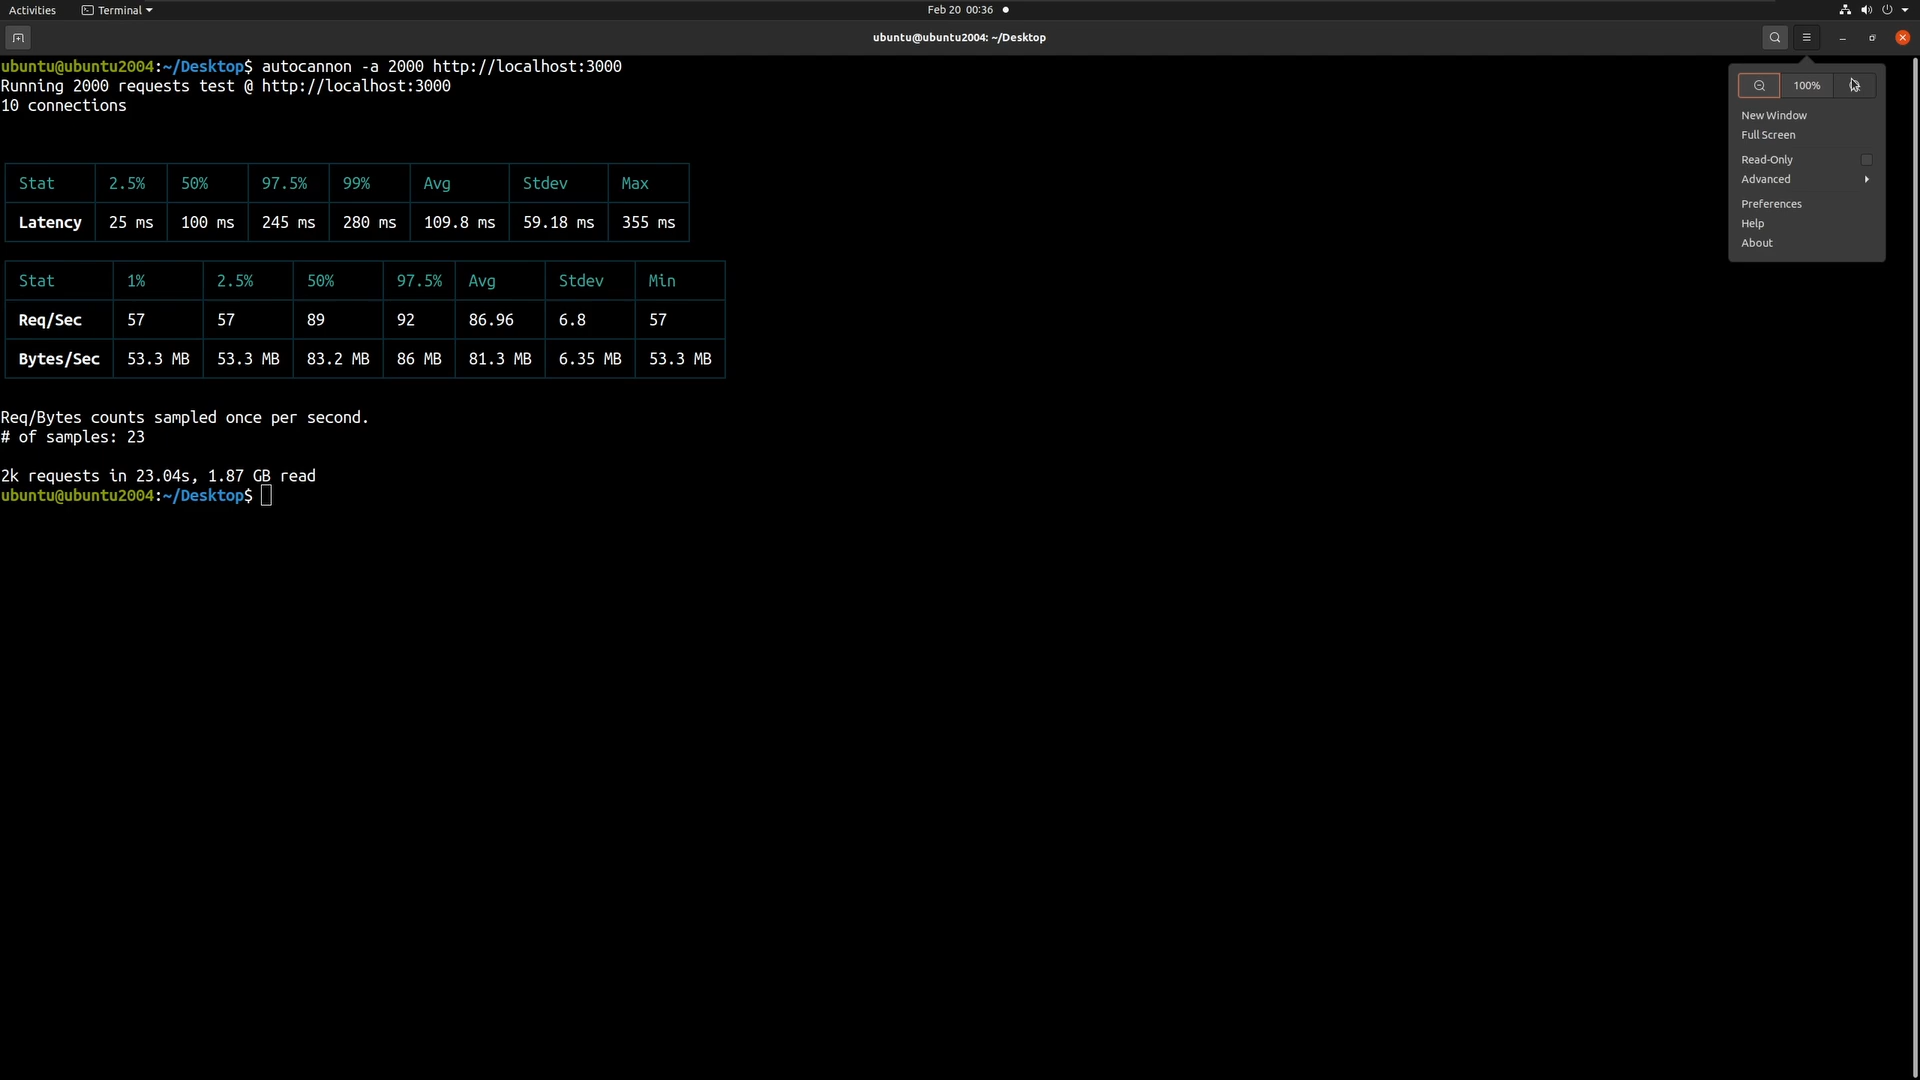 Activities Terminal Feb 20 00:36
ubuntu@ubuntu2004: ~/Desktop
ubuntu@ubuntu2004:~/Desktop$ autocannon -a 2000 http://localhost:3000
Running 2000 requests test @ http://localhost:3000
10 connections
Stat 2.5% 50% 97.5% 99% Avg Stdev Max
Latency 25 ms 100 ms 245 ms 280 ms 109.8 ms 59.18 ms 355 ms
Stat 1% 2.5% 50% 97.5% Avg Stdev Min
Req/Sec 57 57 89 92 86.96 6.8 57
Bytes/Sec 53.3 MB 53.3 MB 83.2 MB 86 MB 81.3 MB 6.35 MB 53.3 MB
Req/Bytes counts sampled once per second.
# of samples: 23
2k requests in 23.04s, 1.87 GB read
ubuntu@ubuntu2004:~/Desktop$
100%
New Window
Full Screen
Read-Only
Advanced
Preferences
Help
About